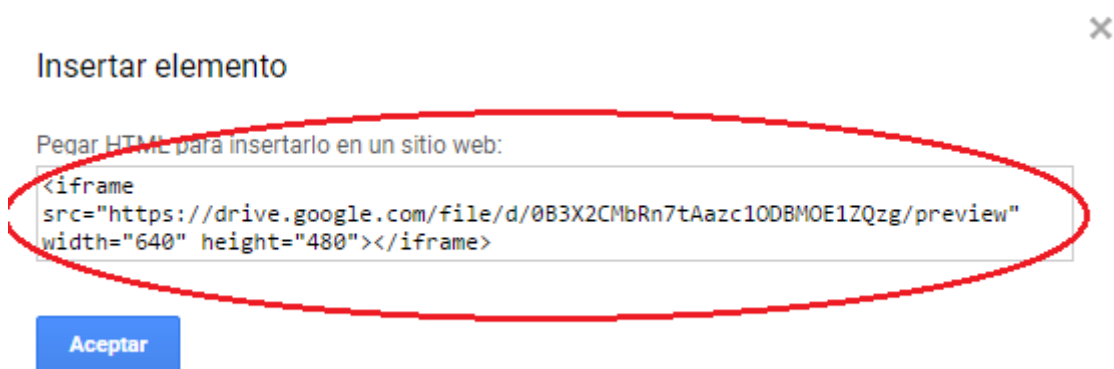 Insertar elemento
Pegar HTML para insertarlo en un sitio web:
<iframe
src="https://drive.google.com/file/d/0B3X2CMbRn7tAazc1ODBMOE1ZQzg/preview"
width="640" height="480"></iframe>
Aceptar